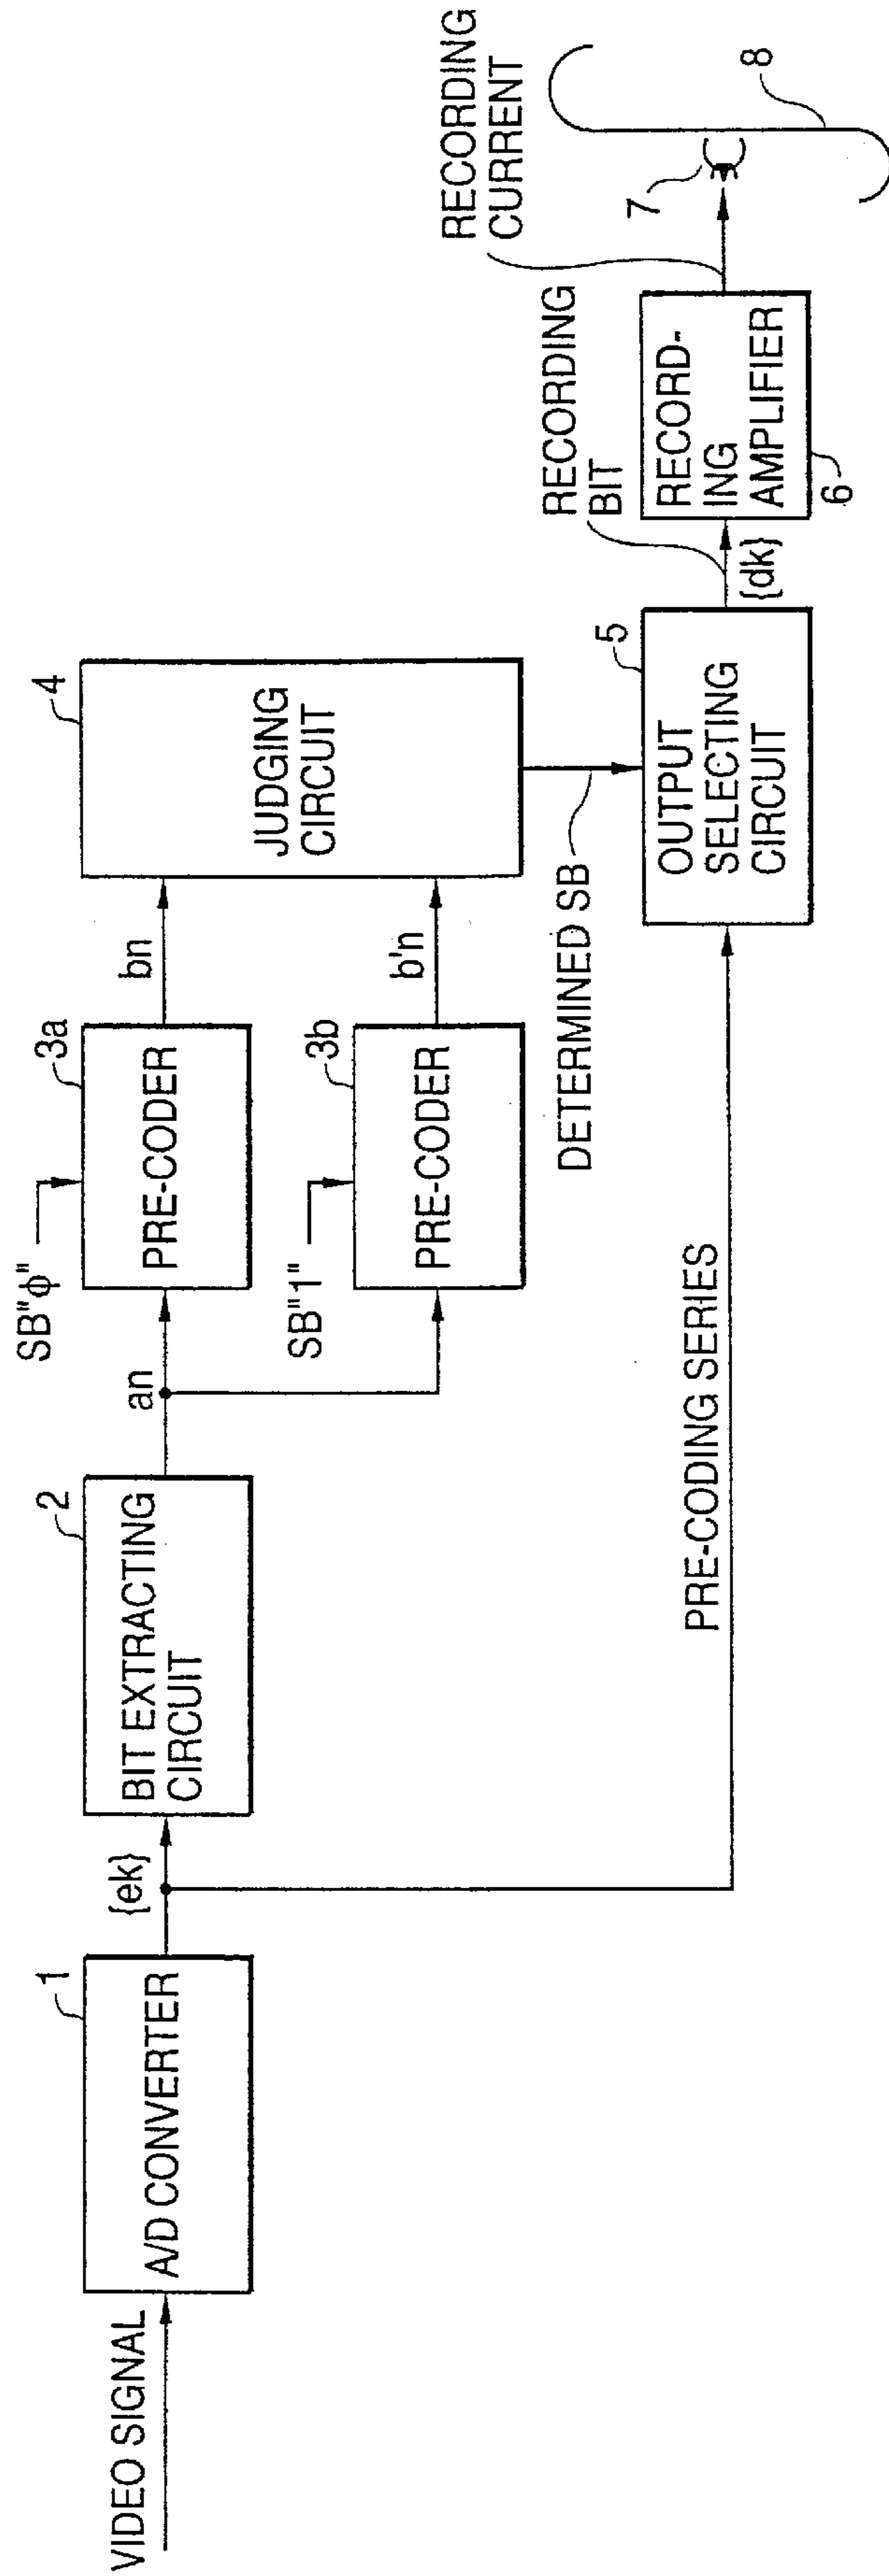 VIDEO SIGNAL
1
A/D CONVERTER
{ek}
2
BIT EXTRACTING
CIRCUIT
an
SB"ϕ"
3a
PRE-CODER
bn
SB"1"
3b
PRE-CODER
b'n
4
JUDGING
CIRCUIT
DETERMINED SB
PRE-CODING SERIES
5
OUTPUT
SELECTING
CIRCUIT
{dk}
RECORDING
BIT
RECORD-
ING
AMPLIFIER
6
RECORDING
CURRENT
7
8